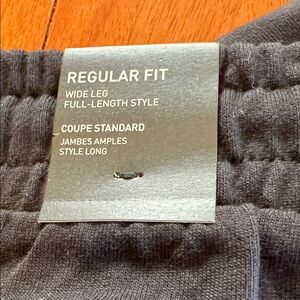 REGULAR FIT
WIDE LEG
FULL-LENGTH STYLE
COUPE STANDARD
JAMBES AMPLES
STYLE LONG